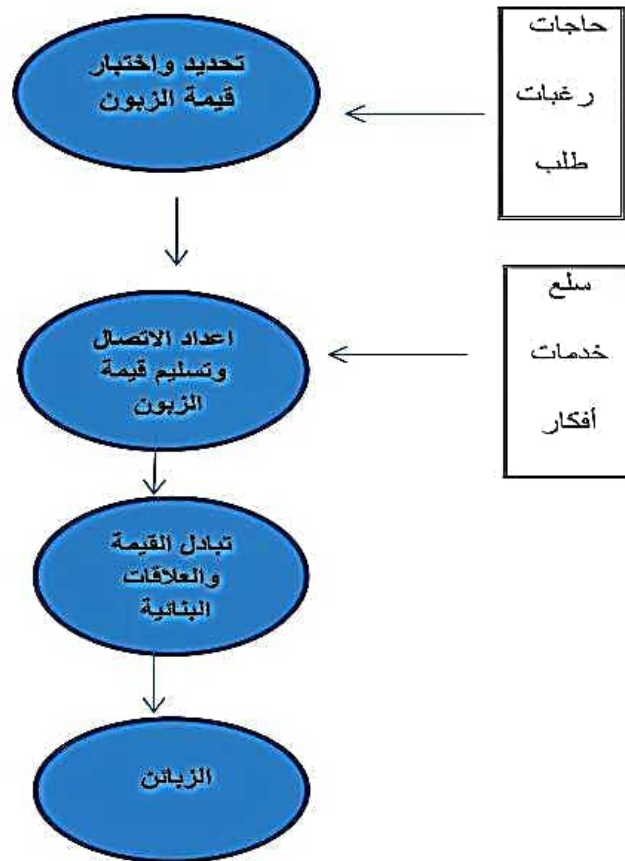 تحديد واختبار
قيمة الزبون
حاجات
رغبات
طلب
اعداد الاتصال
وتسليم قيمة
الزبون
سلع
خدمات
أفكار
تبادل القيمة
والعلاقات
البنائية
الزبائن